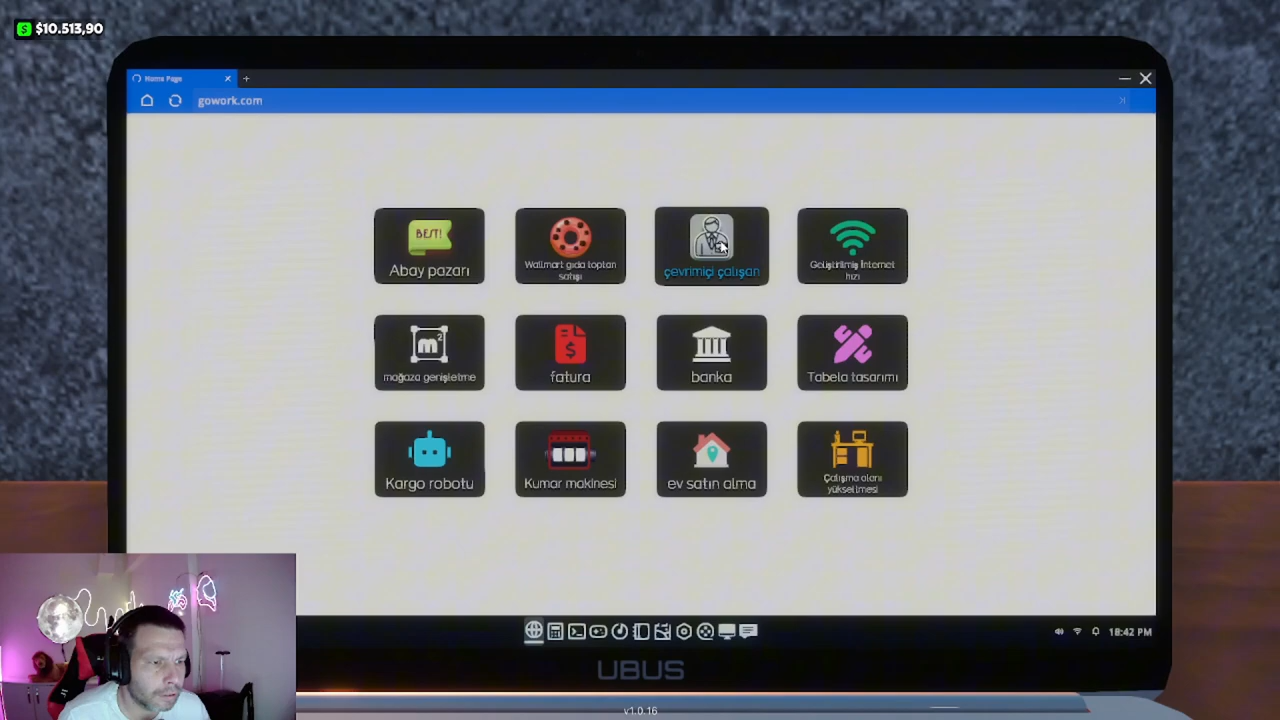 $10.513,90
Home Page
gowork.com
BEST!
Abay pazarı
Wallmart gıda toptan
satışı
çevrimiçi çalışan
Geliştirilmiş İnternet
hızı
m²
mağaza genişletme
fatura
banka
Tabela tasarımı
Kargo robotu
Kumar makinesi
ev satın alma
Çalışma alanı
yükseltmesi
18:42 PM
UBUS
v1.0.16